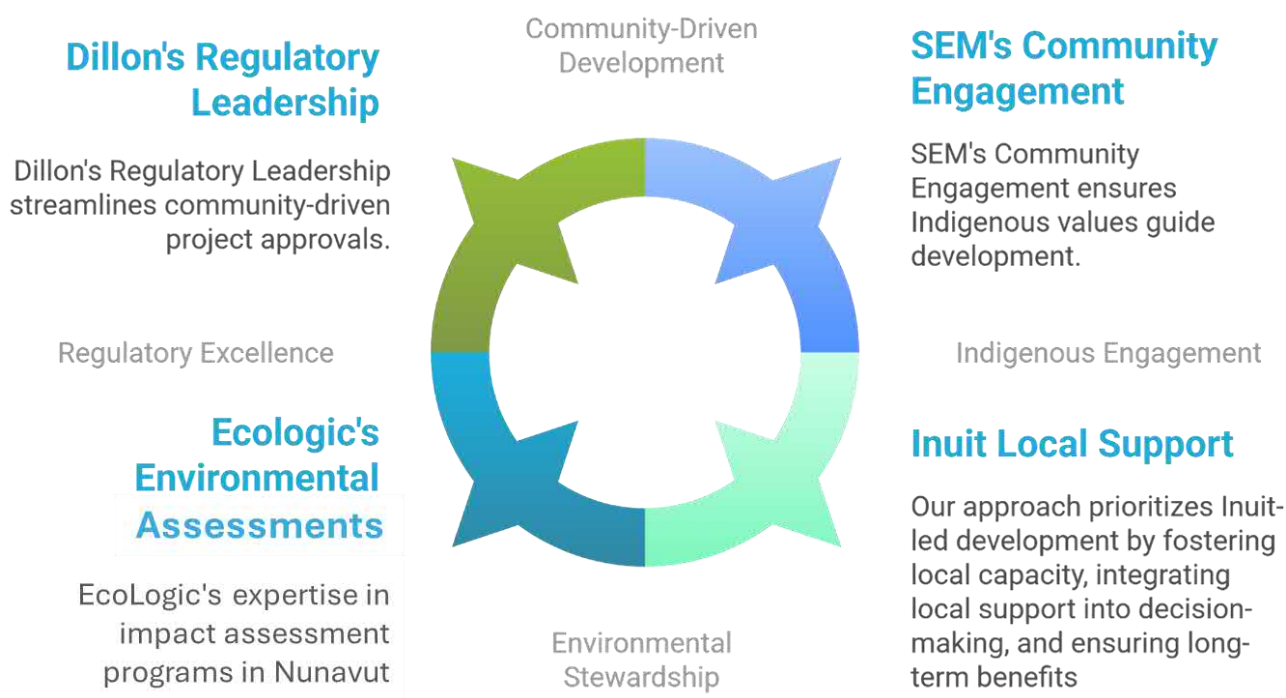 Community-Driven
Development
Dillon's Regulatory
Leadership
Dillon's Regulatory Leadership
streamlines community-driven
project approvals.
SEM's Community
Engagement
SEM's Community
Engagement ensures
Indigenous values guide
development.
Regulatory Excellence
Indigenous Engagement
Ecologic's
Environmental
Assessments
EcoLogic's expertise in
impact assessment
programs in Nunavut
Inuit Local Support
Our approach prioritizes Inuit-
led development by fostering
local capacity, integrating
local support into decision-
making, and ensuring long-
term benefits
Environmental
Stewardship